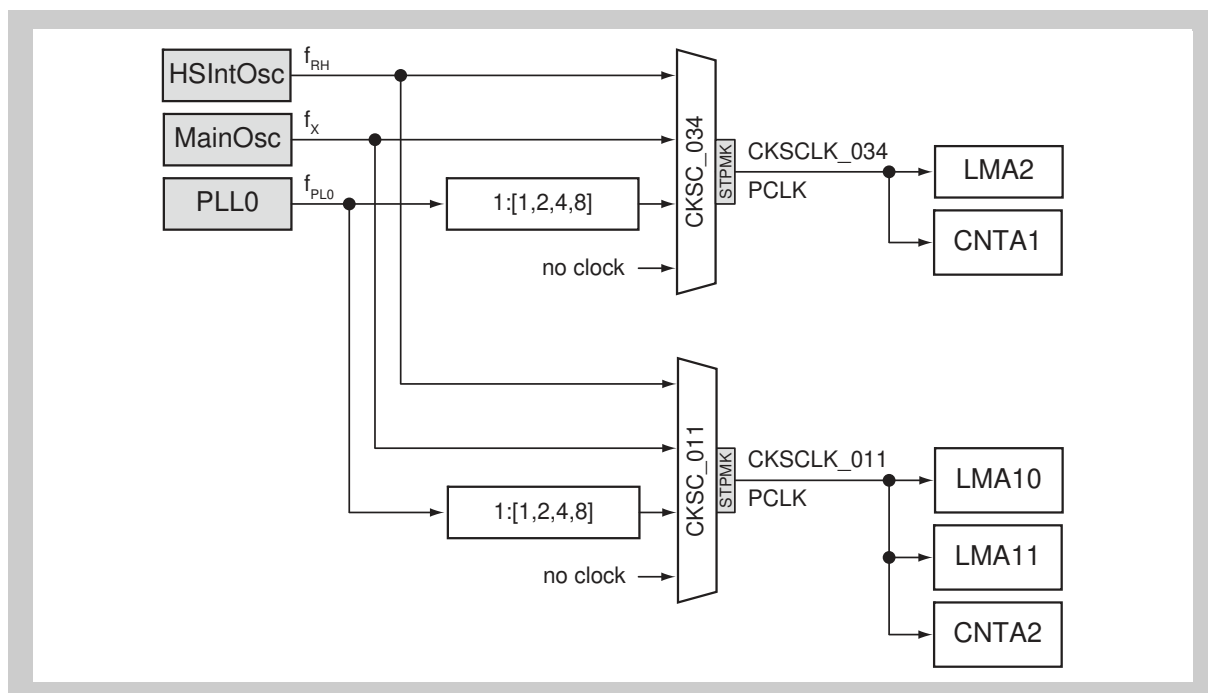 HSIntOsc
f_RH
MainOsc
f_X
PLL0
f_PL0
1:[1,2,4,8]
no clock
CKSC_034
STPMK
CKSCLK_034
PCLK
LMA2
CNTA1
1:[1,2,4,8]
no clock
CKSC_011
STPMK
CKSCLK_011
PCLK
LMA10
LMA11
CNTA2